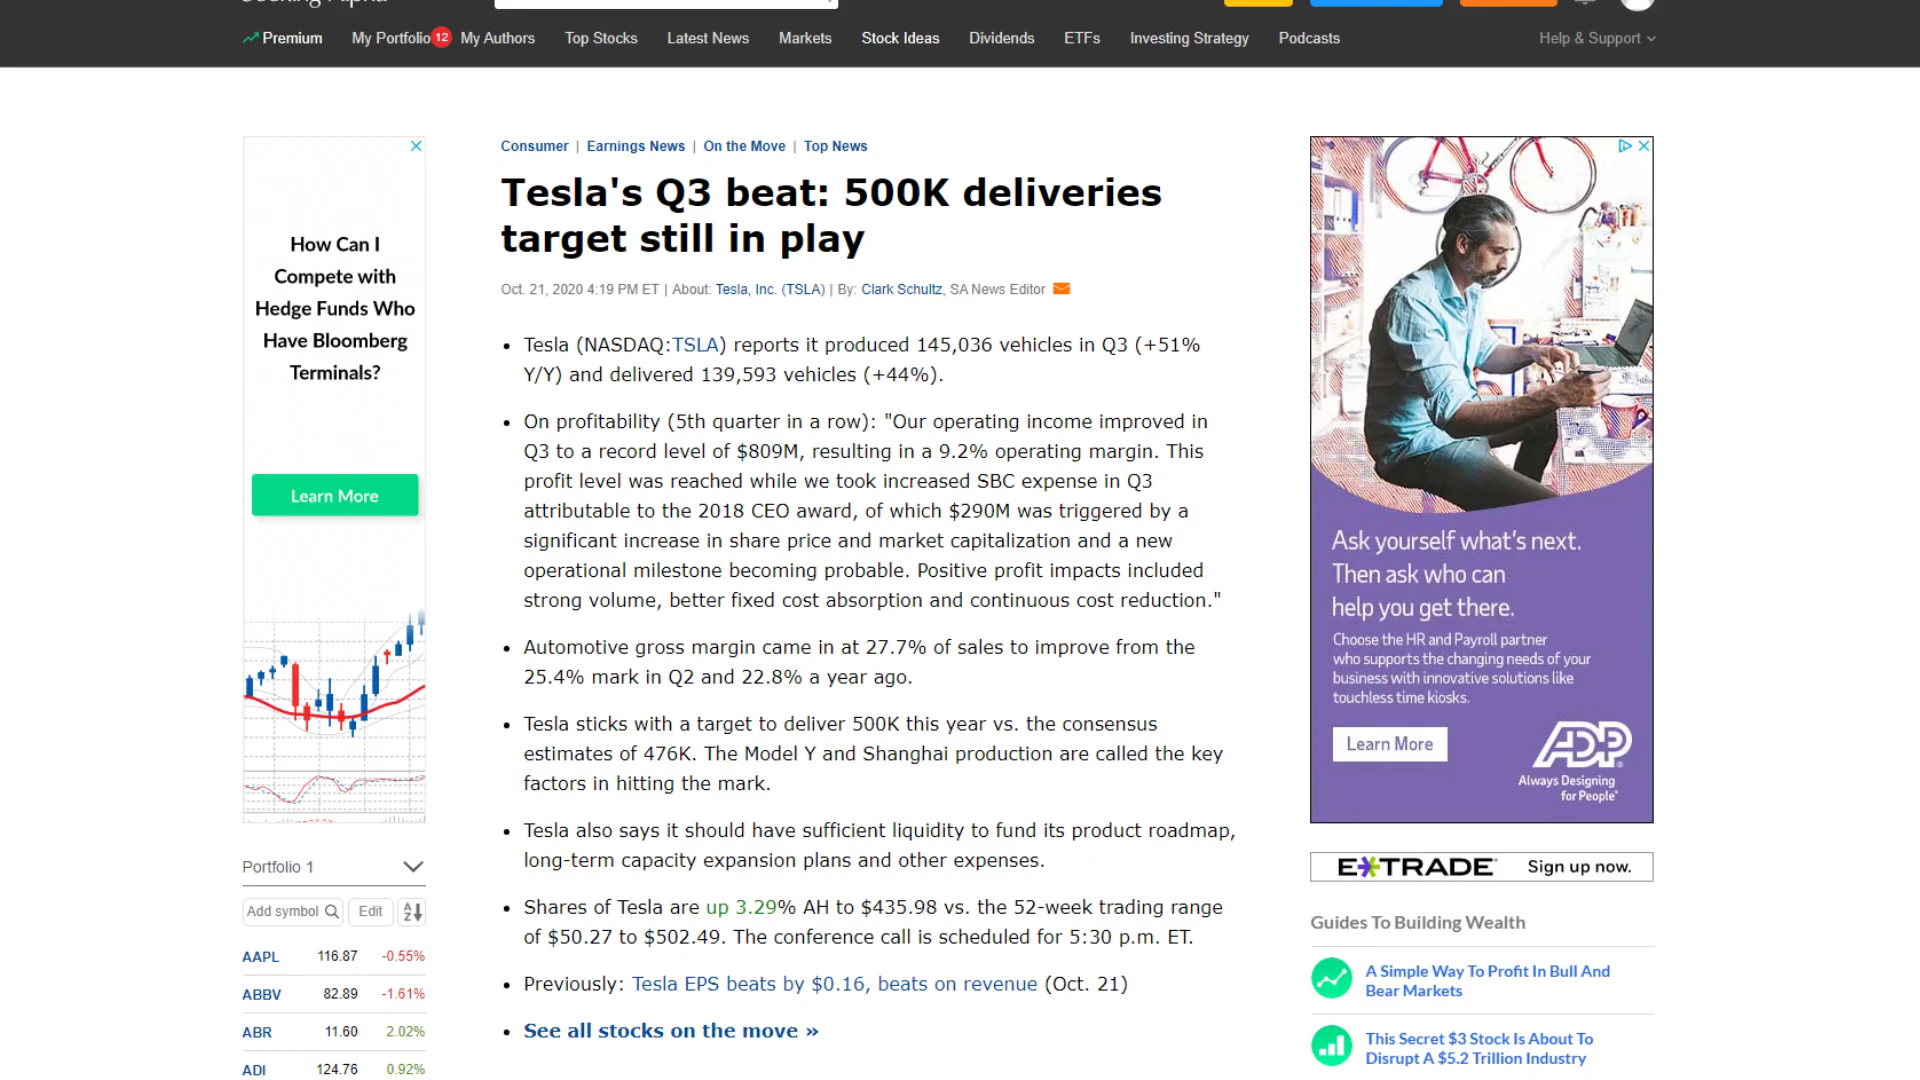 Premium My Portfolio 12 My Authors Top Stocks Latest News Markets Stock Ideas Dividends ETFs Investing Strategy Podcasts Help & Support
How Can I
Compete with
Hedge Funds Who
Have Bloomberg
Terminals?
Learn More
Portfolio 1
Add symbol Edit A Z
AAPL 116.87 -0.55%
ABBV 82.89 -1.61%
ABR 11.60 2.02%
ADI 124.76 0.92%
Consumer | Earnings News | On the Move | Top News
Tesla's Q3 beat: 500K deliveries
target still in play
Oct. 21, 2020 4:19 PM ET | About: Tesla, Inc. (TSLA) | By: Clark Schultz, SA News Editor
• Tesla (NASDAQ:TSLA) reports it produced 145,036 vehicles in Q3 (+51%
Y/Y) and delivered 139,593 vehicles (+44%).
• On profitability (5th quarter in a row): "Our operating income improved in
Q3 to a record level of $809M, resulting in a 9.2% operating margin. This
profit level was reached while we took increased SBC expense in Q3
attributable to the 2018 CEO award, of which $290M was triggered by a
significant increase in share price and market capitalization and a new
operational milestone becoming probable. Positive profit impacts included
strong volume, better fixed cost absorption and continuous cost reduction."
• Automotive gross margin came in at 27.7% of sales to improve from the
25.4% mark in Q2 and 22.8% a year ago.
• Tesla sticks with a target to deliver 500K this year vs. the consensus
estimates of 476K. The Model Y and Shanghai production are called the key
factors in hitting the mark.
• Tesla also says it should have sufficient liquidity to fund its product roadmap,
long-term capacity expansion plans and other expenses.
• Shares of Tesla are up 3.29% AH to $435.98 vs. the 52-week trading range
of $50.27 to $502.49. The conference call is scheduled for 5:30 p.m. ET.
• Previously: Tesla EPS beats by $0.16, beats on revenue (Oct. 21)
• See all stocks on the move »
Ask yourself what's next.
Then ask who can
help you get there.
Choose the HR and Payroll partner
who supports the changing needs of your
business with innovative solutions like
touchless time kiosks.
Learn More
ADP
Always Designing
for People
E*TRADE Sign up now.
Guides To Building Wealth
A Simple Way To Profit In Bull And
Bear Markets
This Secret $3 Stock Is About To
Disrupt A $5.2 Trillion Industry